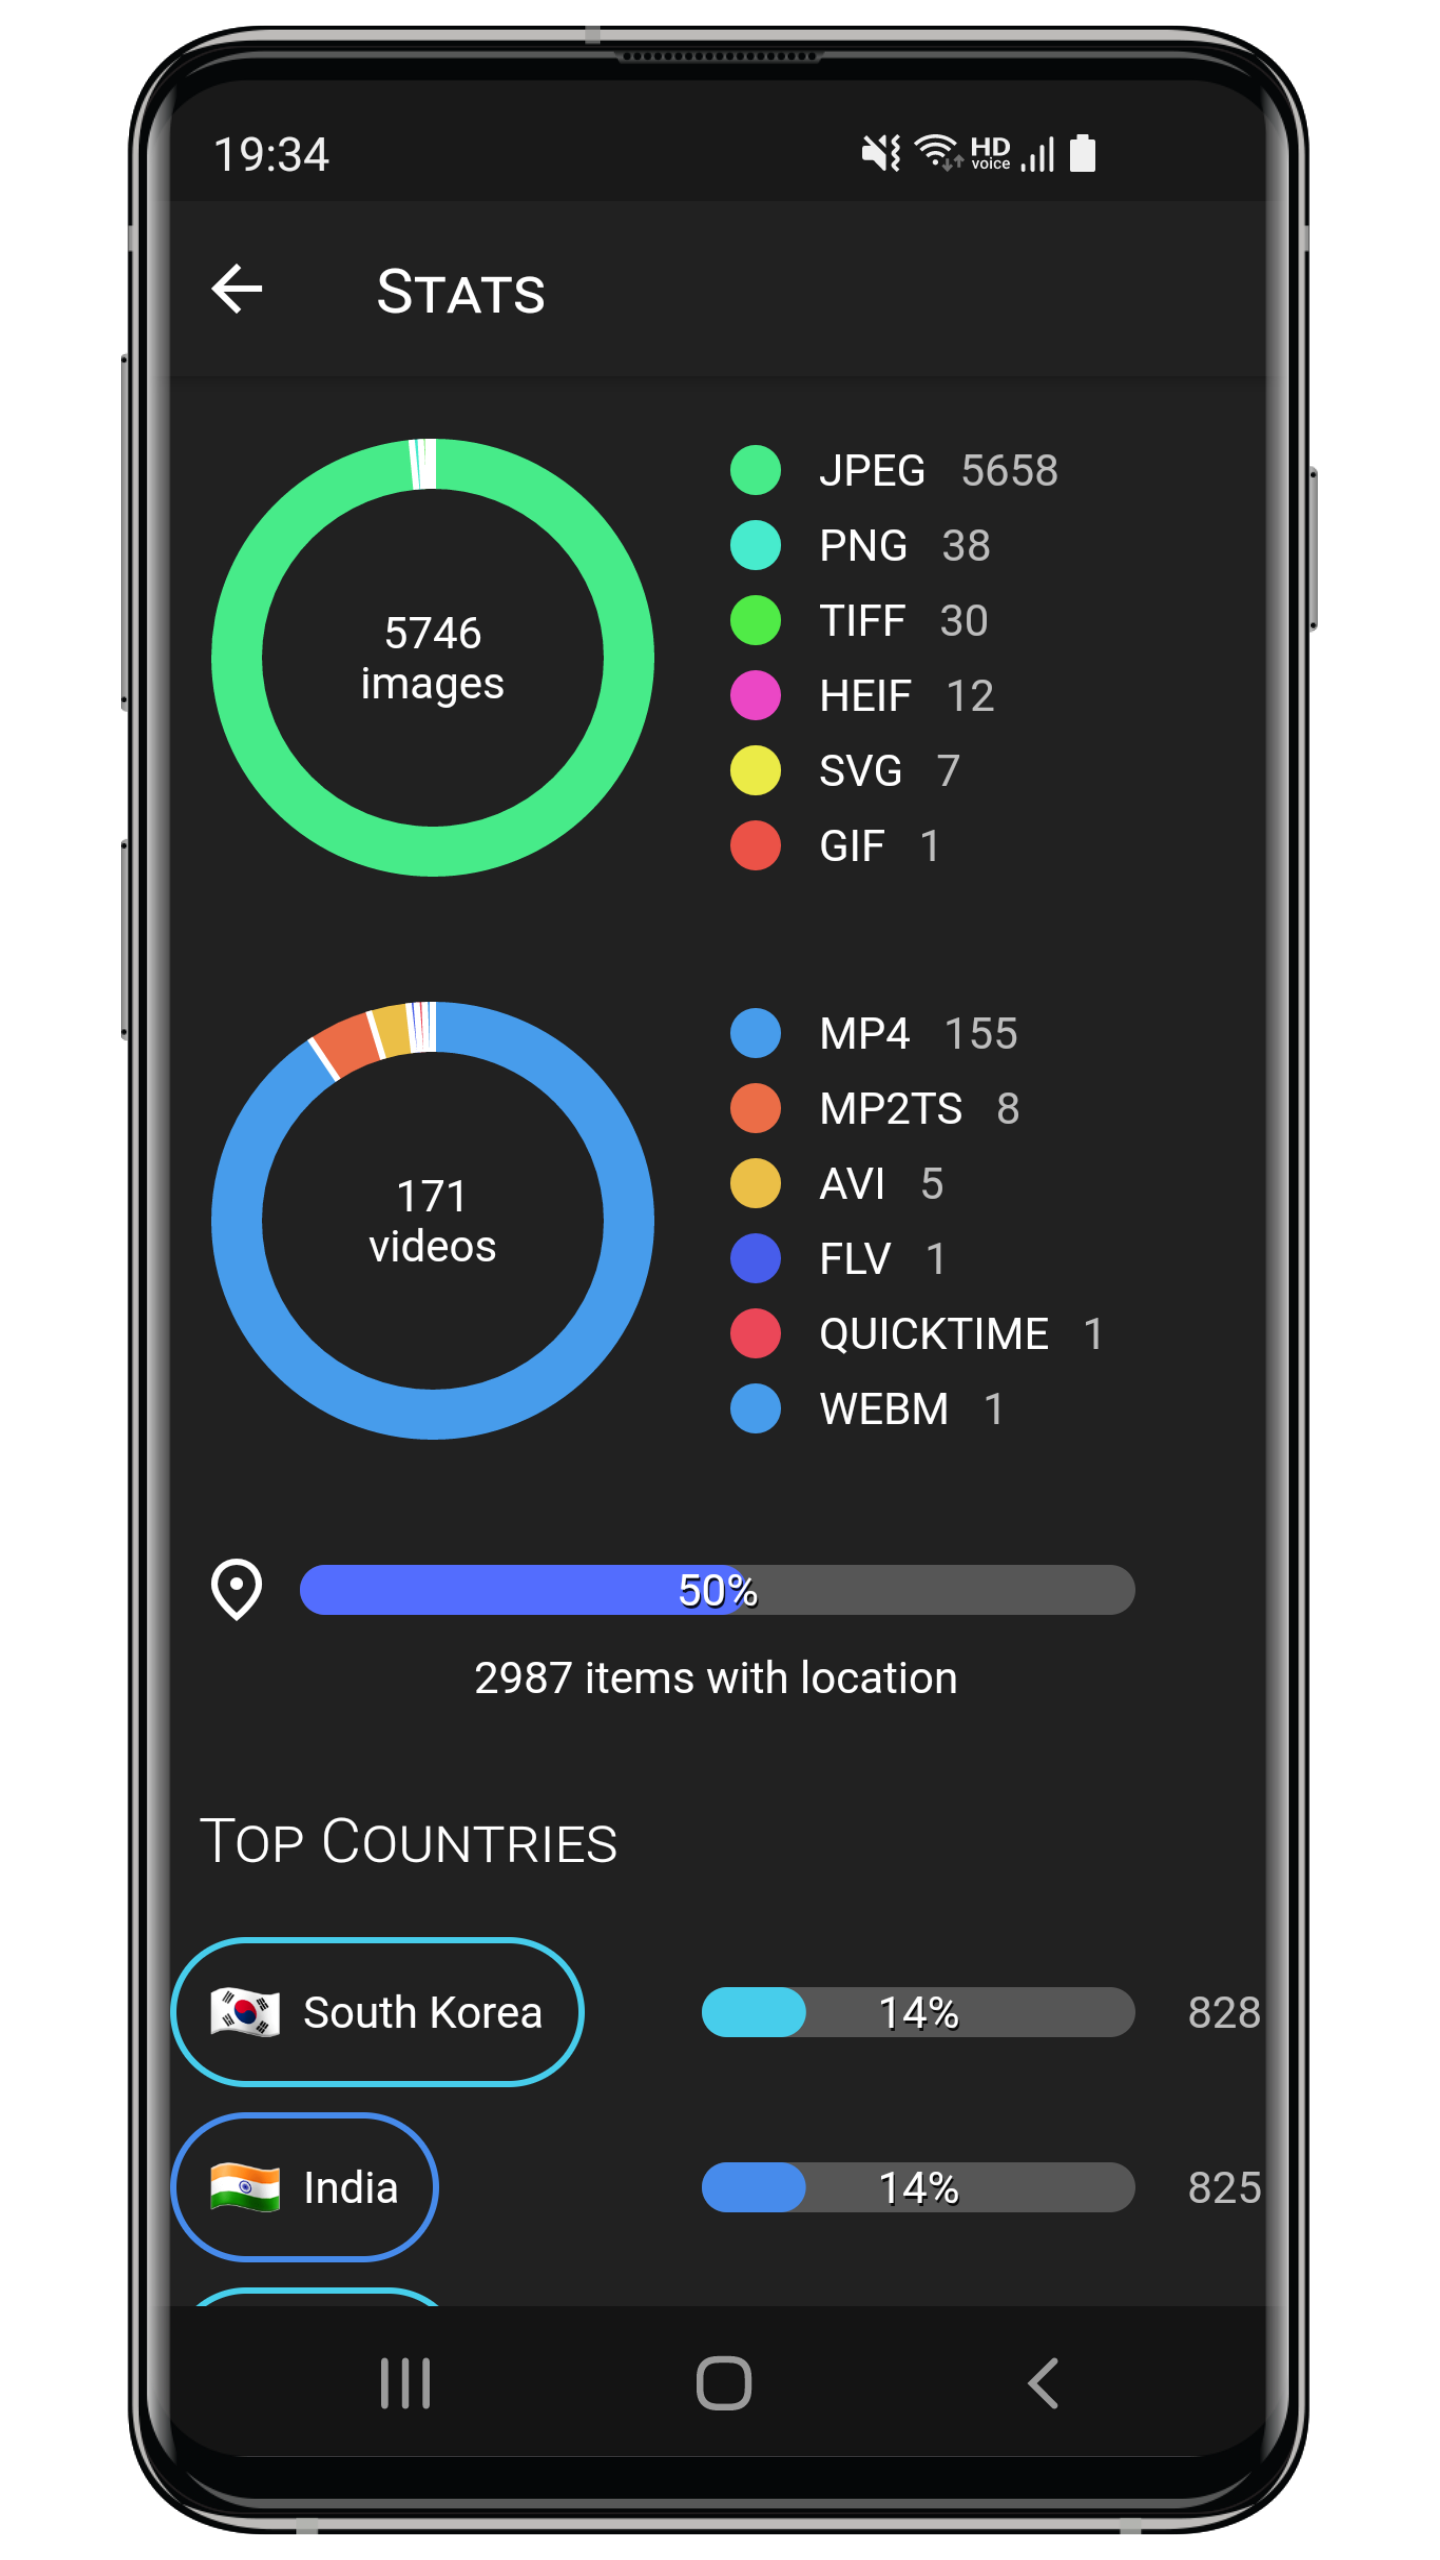 19:34
HD
voice
STATS
5746
images
JPEG 5658
PNG 38
TIFF 30
HEIF 12
SVG 7
GIF 1
171
videos
MP4 155
MP2TS 8
AVI 5
FLV 1
QUICKTIME 1
WEBM 1
50%
2987 items with location
TOP COUNTRIES
South Korea 14% 828
India 14% 825